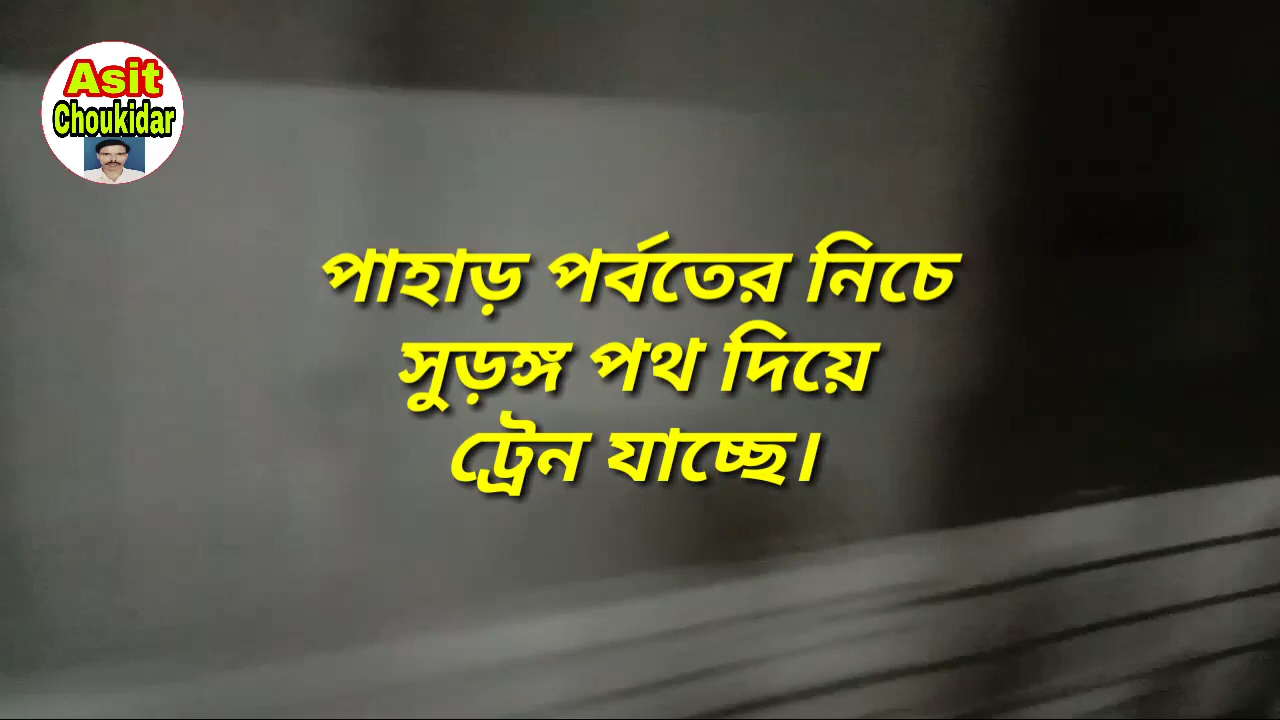 Asit
Choukidar
পাহাড় পর্বতের নিচে
সুড়ঙ্গ পথ দিয়ে
ট্রেন যাচ্ছে।